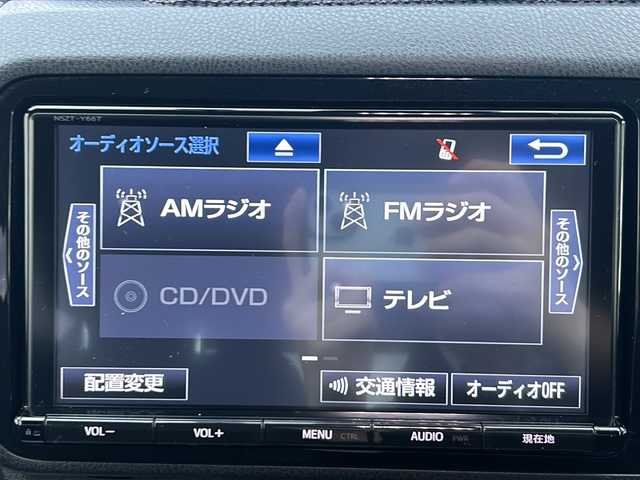 NSZT-Y66T
オーディオソース選択
AMラジオ
FMラジオ
その他のソース
その他のソース
CD/DVD
テレビ
配置変更
交通情報
オーディオOFF
VOL−
VOL+
MENU CTRL
AUDIO PWR
現在地